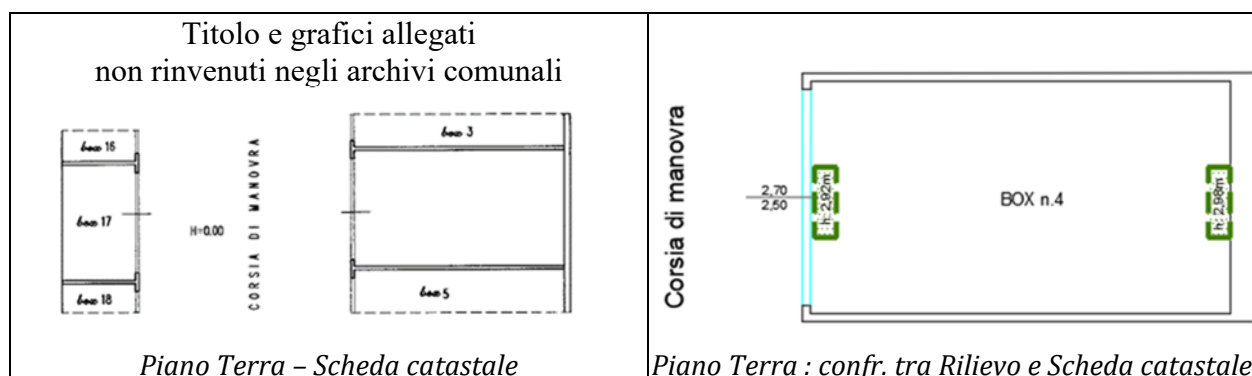 Titolo e grafici allegati
non rinvenuti negli archivi comunali
box 16
box 17
box 18
H=0.00
CORSIA DI MANOVRA
box 3
box 5
Piano Terra – Scheda catastale
Corsia di manovra
2,70
2,50
h: 2,92m
BOX n.4
h: 2,98m
Piano Terra : confr. tra Rilievo e Scheda catastale